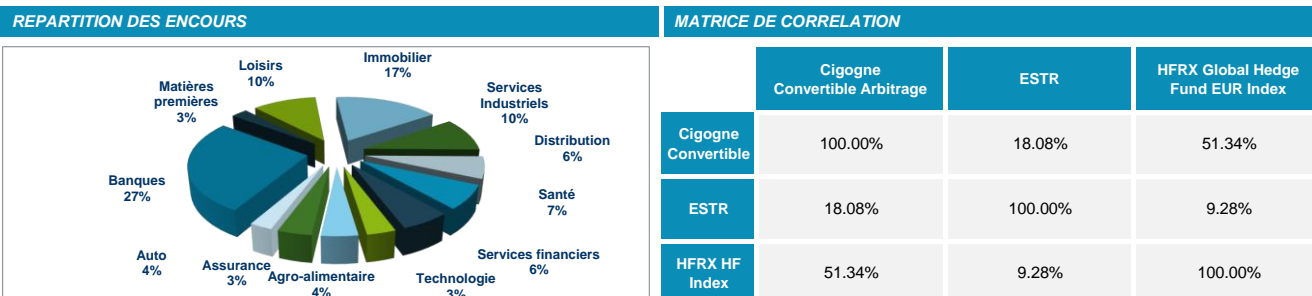 REPARTITION DES ENCOURS
Immobilier
17%
Services
Industriels
10%
Distribution
6%
Santé
7%
Services financiers
6%
Technologie
3%
Agro-alimentaire
4%
Assurance
3%
Auto
4%
Banques
27%
Matières
premières
3%
Loisirs
10%
MATRICE DE CORRELATION
Cigogne
Convertible Arbitrage
ESTR
HFRX Global Hedge
Fund EUR Index
Cigogne
Convertible
100.00%
18.08%
51.34%
ESTR
18.08%
100.00%
9.28%
HFRX HF
Index
51.34%
9.28%
100.00%